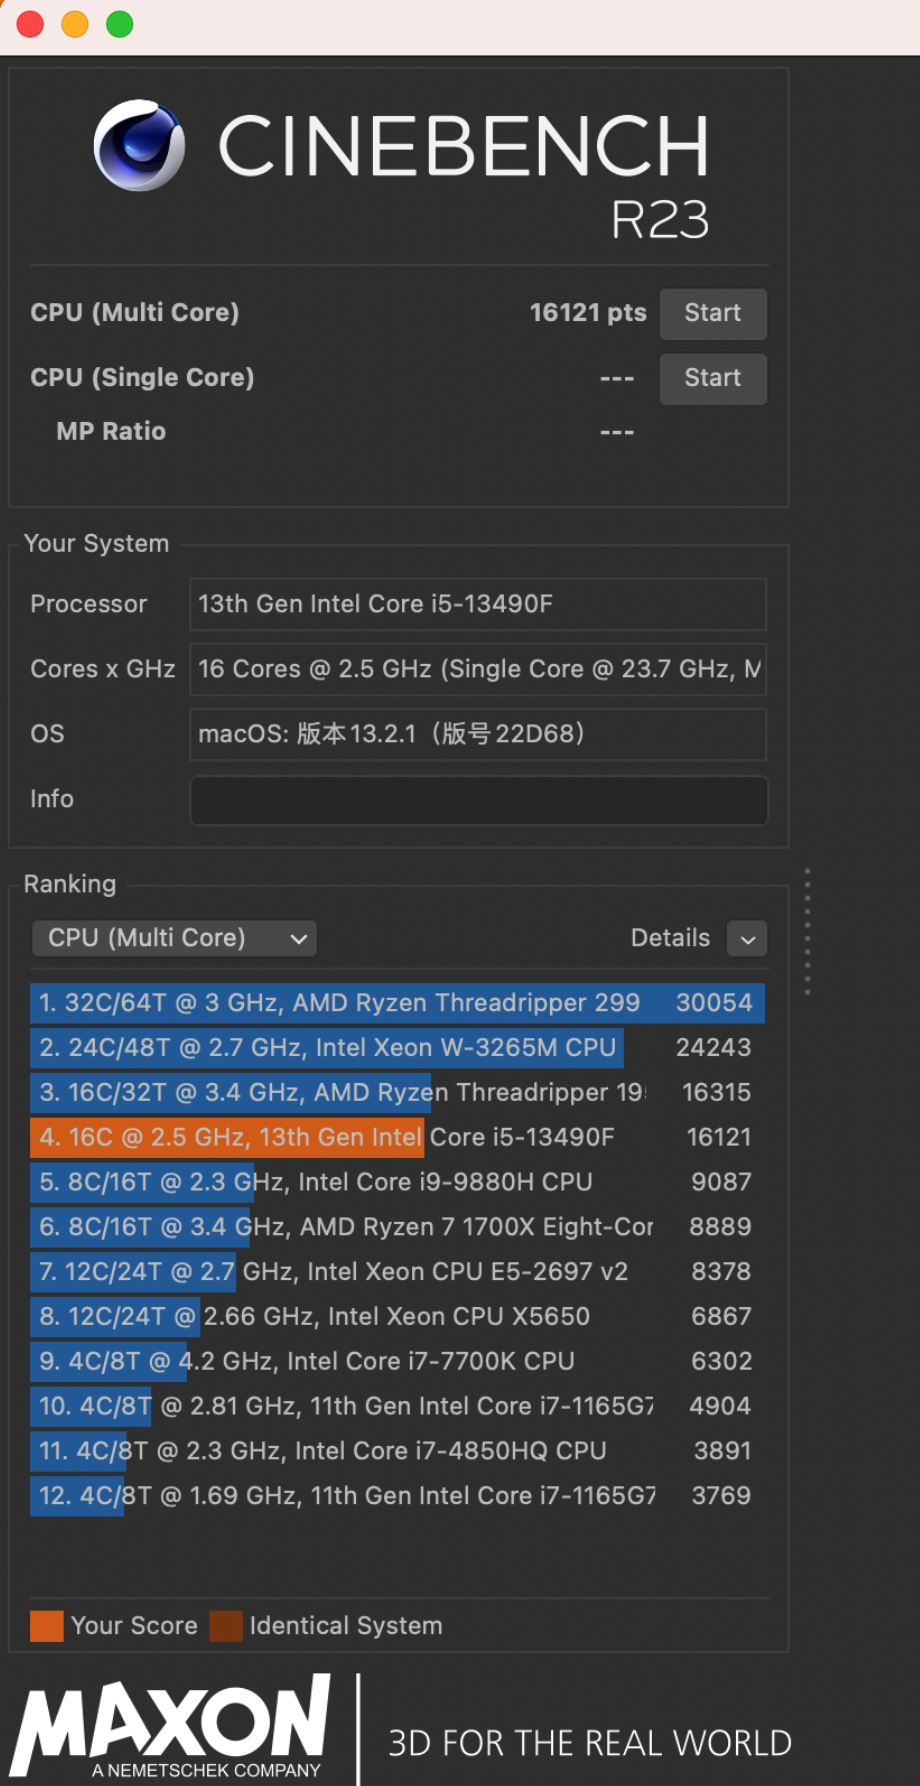 CINEBENCH
R23
CPU (Multi Core) 16121 pts Start
CPU (Single Core) --- Start
MP Ratio ---
Your System
Processor 13th Gen Intel Core i5-13490F
Cores x GHz 16 Cores @ 2.5 GHz (Single Core @ 23.7 GHz, M
OS macOS: 版本13.2.1（版号22D68）
Info
Ranking
CPU (Multi Core) Details
1. 32C/64T @ 3 GHz, AMD Ryzen Threadripper 299 30054
2. 24C/48T @ 2.7 GHz, Intel Xeon W-3265M CPU 24243
3. 16C/32T @ 3.4 GHz, AMD Ryzen Threadripper 19 16315
4. 16C @ 2.5 GHz, 13th Gen Intel Core i5-13490F 16121
5. 8C/16T @ 2.3 GHz, Intel Core i9-9880H CPU 9087
6. 8C/16T @ 3.4 GHz, AMD Ryzen 7 1700X Eight-Cor 8889
7. 12C/24T @ 2.7 GHz, Intel Xeon CPU E5-2697 v2 8378
8. 12C/24T @ 2.66 GHz, Intel Xeon CPU X5650 6867
9. 4C/8T @ 4.2 GHz, Intel Core i7-7700K CPU 6302
10. 4C/8T @ 2.81 GHz, 11th Gen Intel Core i7-1165G7 4904
11. 4C/8T @ 2.3 GHz, Intel Core i7-4850HQ CPU 3891
12. 4C/8T @ 1.69 GHz, 11th Gen Intel Core i7-1165G7 3769
Your Score Identical System
MAXON
A NEMETSCHEK COMPANY
3D FOR THE REAL WORLD